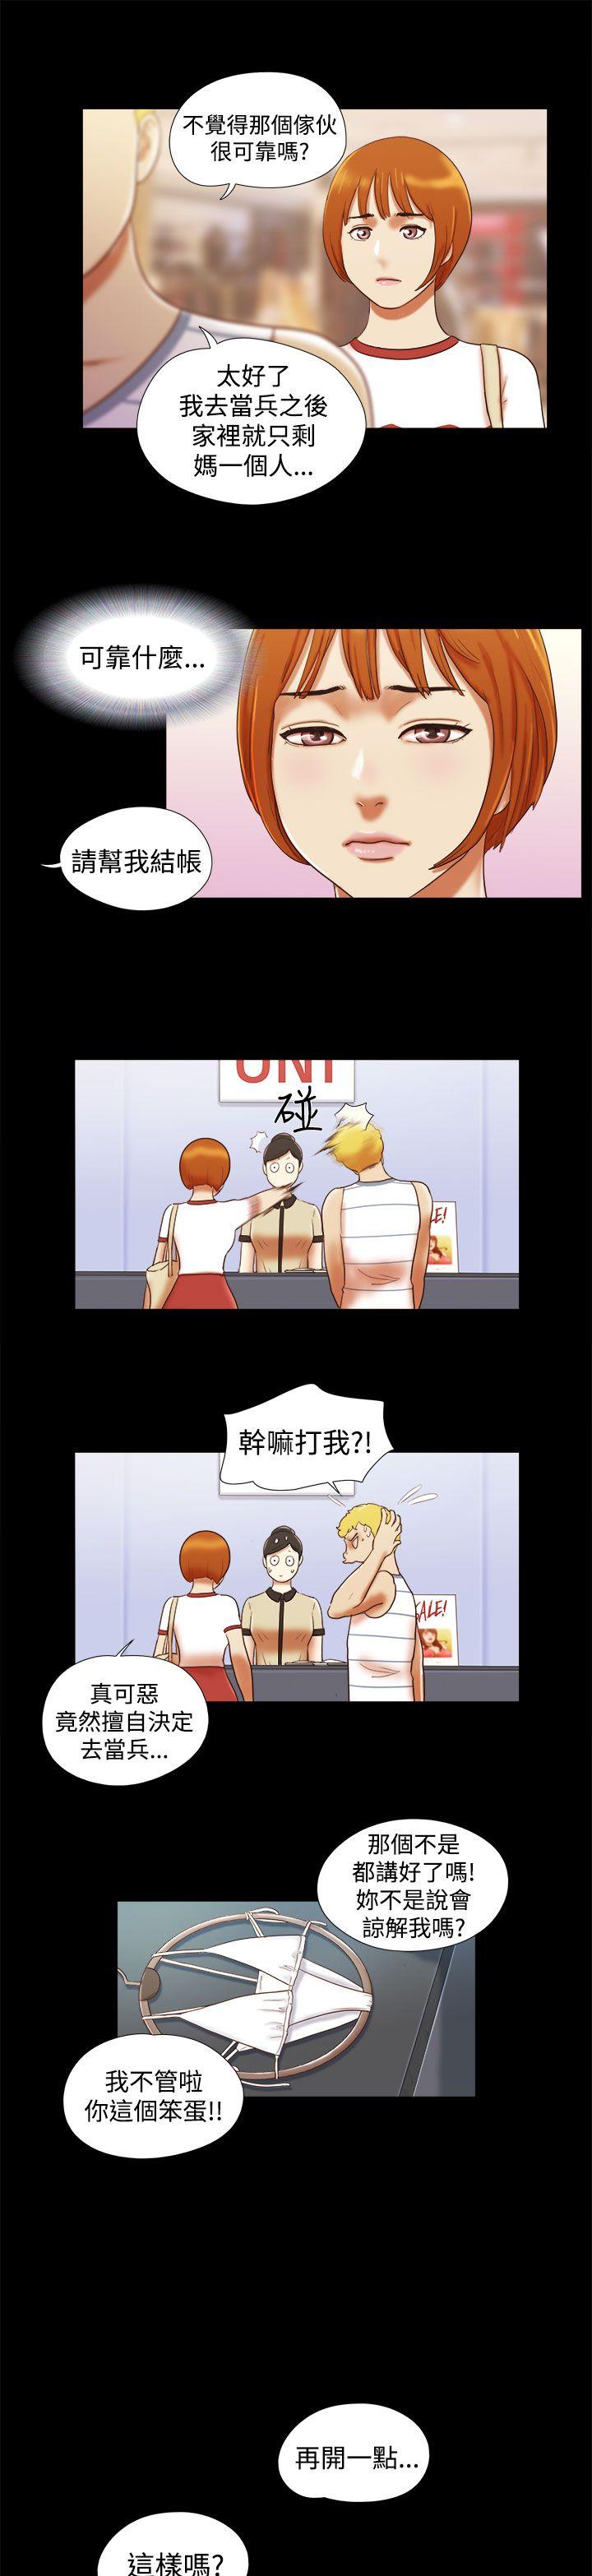 不覺得那個傢伙
很可靠嗎?
太好了
我去當兵之後
家裡就只剩
媽一個人...
可靠什麼...
請幫我結帳
UNI
碰
LE!
幹嘛打我?!
SALE!
真可惡
竟然擅自決定
去當兵...
那個不是
都講好了嗎!
妳不是說會
諒解我嗎?
我不管啦
你這個笨蛋!!
再開一點...
這樣嗎?